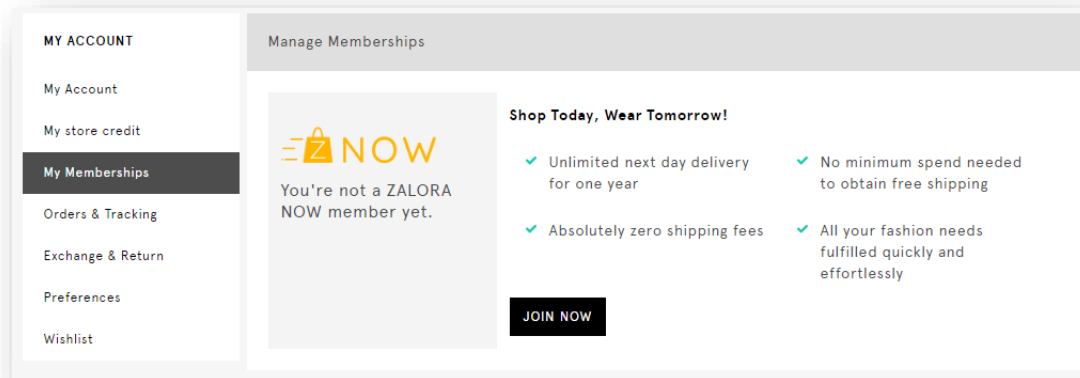 MY ACCOUNT
My Account
My store credit
My Memberships
Orders & Tracking
Exchange & Return
Preferences
Wishlist
Manage Memberships
Z NOW
You're not a ZALORA
NOW member yet.
Shop Today, Wear Tomorrow!
Unlimited next day delivery
for one year
No minimum spend needed
to obtain free shipping
Absolutely zero shipping fees
All your fashion needs
fulfilled quickly and
effortlessly
JOIN NOW